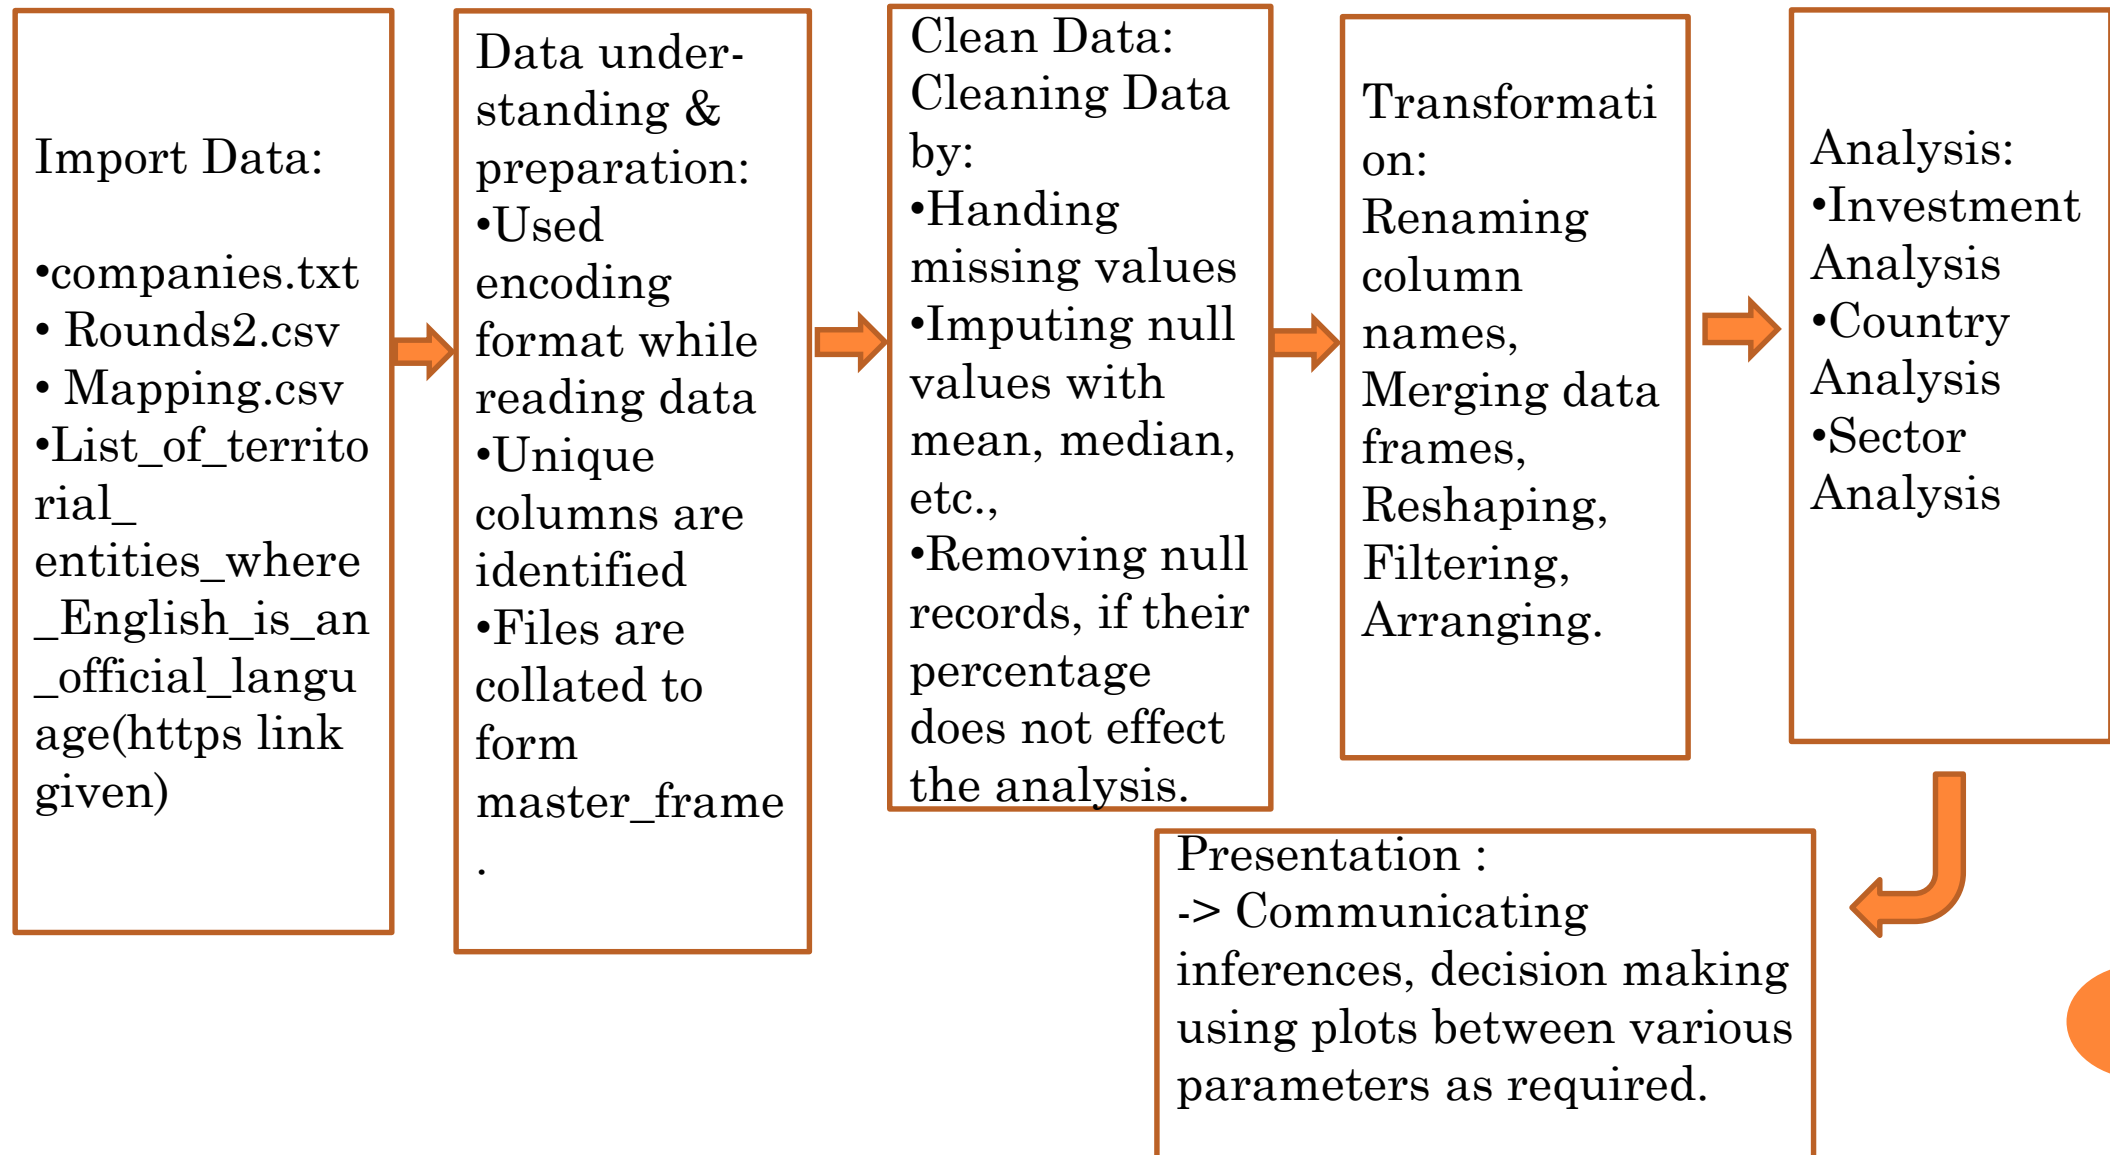 Import Data:
•companies.txt
• Rounds2.csv
• Mapping.csv
•List_of_territo
rial_
entities_where
_English_is_an
_official_langu
age(https link
given)
Data under-
standing &
preparation:
•Used
encoding
format while
reading data
•Unique
columns are
identified
•Files are
collated to
form
master_frame
.
Clean Data:
Cleaning Data
by:
•Handing
missing values
•Imputing null
values with
mean, median,
etc.,
•Removing null
records, if their
percentage
does not effect
the analysis.
Transformati
on:
Renaming
column
names,
Merging data
frames,
Reshaping,
Filtering,
Arranging.
Analysis:
•Investment
Analysis
•Country
Analysis
•Sector
Analysis
Presentation :
-> Communicating
inferences, decision making
using plots between various
parameters as required.